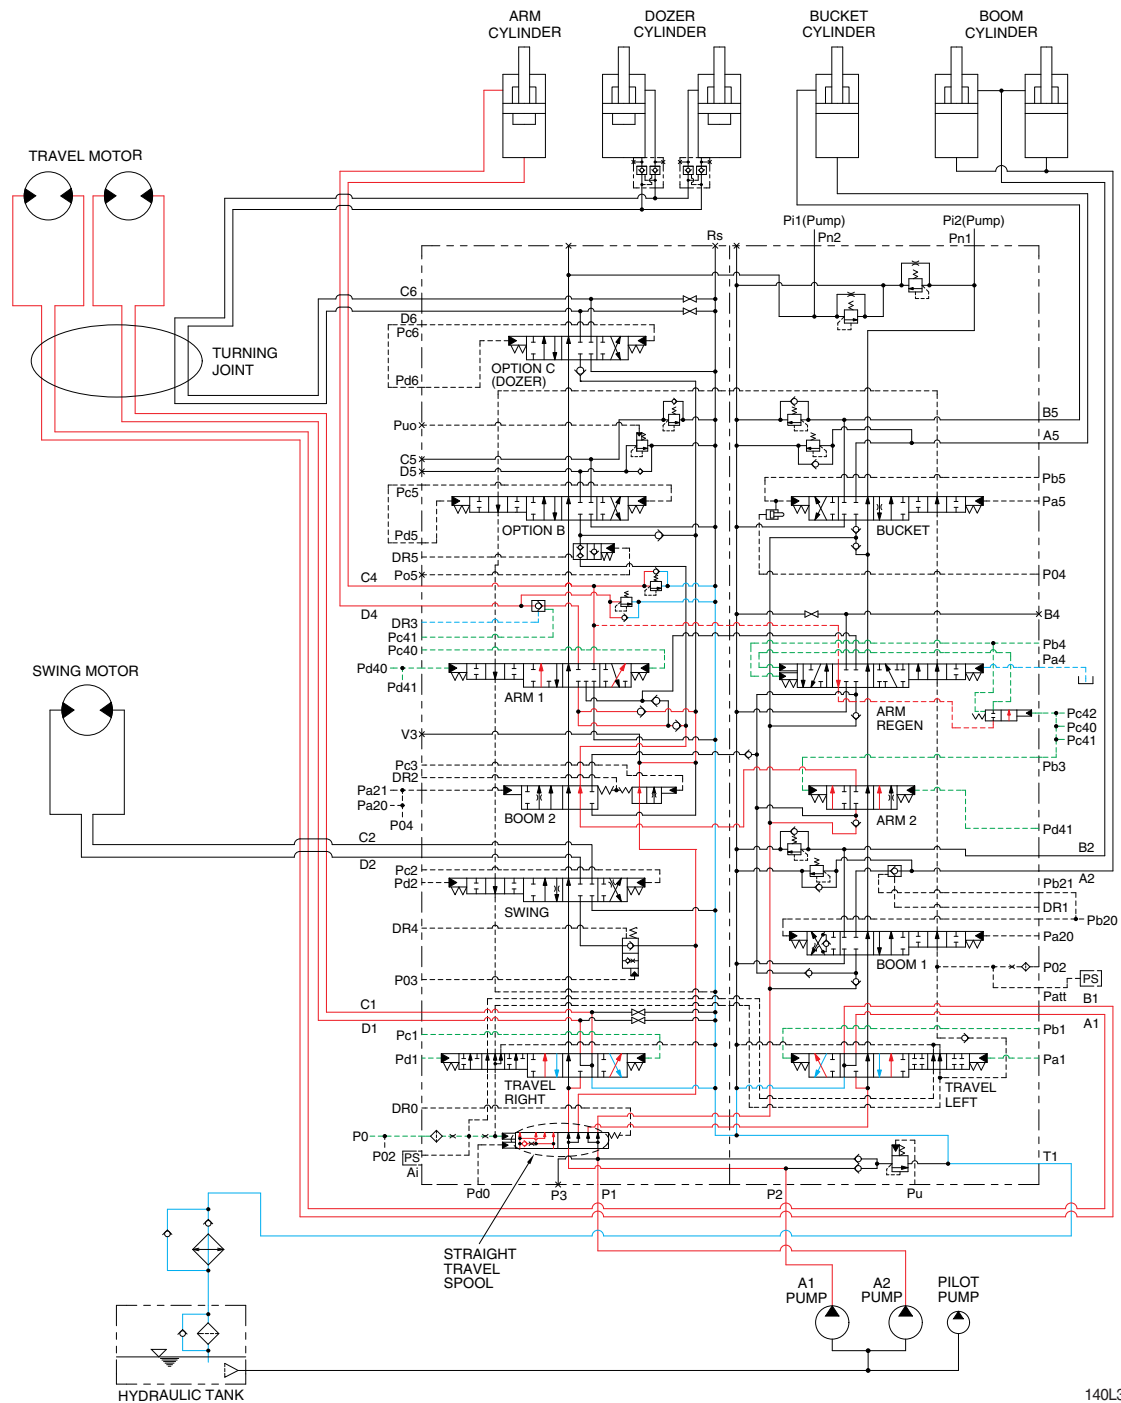 ARM
CYLINDER
DOZER
CYLINDER
BUCKET
CYLINDER
BOOM
CYLINDER
TRAVEL MOTOR
TURNING
JOINT
Rs
Pi1(Pump)
Pn2
Pi2(Pump)
Pn1
C6
D6
Pc6
Pd6
OPTION C
(DOZER)
Puo
C5
D5
Pc5
Pd5
OPTION B
DR5
Po5
B5
A5
Pb5
Pa5
BUCKET
P04
C4
D4
DR3
Pc41
Pc40
Pd40
Pd41
ARM 1
B4
Pb4
Pa4
ARM
REGEN
Pc42
Pc40
Pc41
SWING MOTOR
V3
Pc3
DR2
Pa21
Pa20
P04
BOOM 2
Pb3
ARM 2
Pd41
C2
D2
Pc2
Pd2
SWING
B2
A2
Pb21
DR1
Pb20
Pa20
BOOM 1
DR4
P03
P02
PS
Patt
C1
D1
Pc1
Pd1
TRAVEL
RIGHT
B1
A1
Pb1
Pa1
TRAVEL
LEFT
DR0
P0
P02
PS
Ai
Pd0
P3
P1
P2
Pu
T1
STRAIGHT
TRAVEL
SPOOL
A1
PUMP
A2
PUMP
PILOT
PUMP
HYDRAULIC TANK
140L3